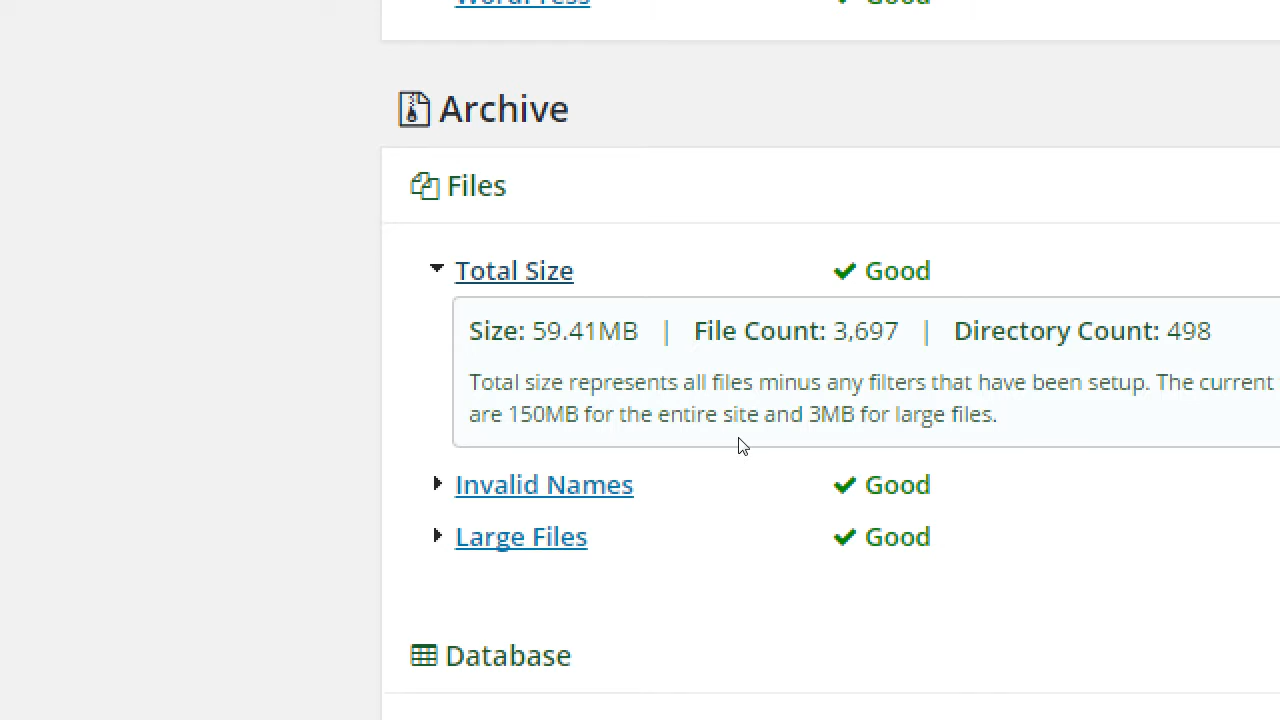 WordPress Good
Archive
Files
Total Size Good
Size: 59.41MB | File Count: 3,697 | Directory Count: 498
Total size represents all files minus any filters that have been setup. The current
are 150MB for the entire site and 3MB for large files.
Invalid Names Good
Large Files Good
Database